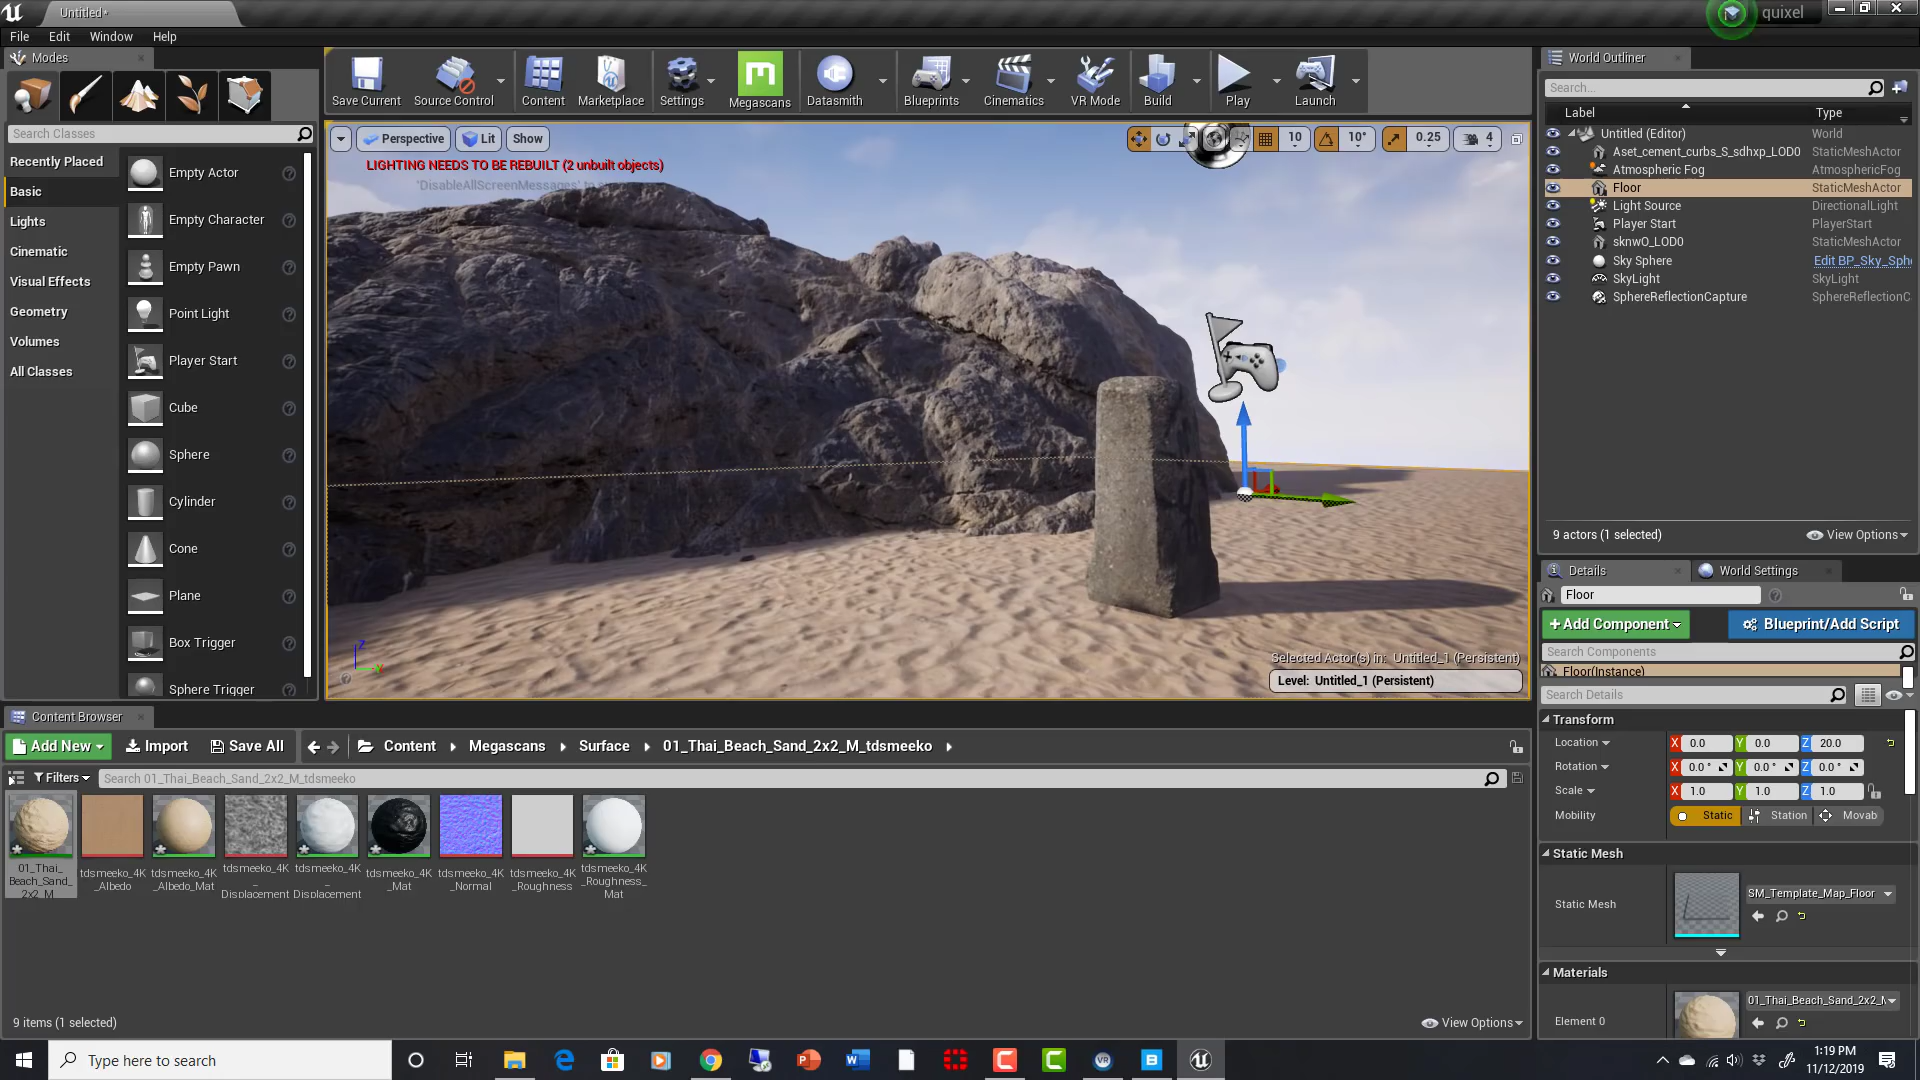 Untitled*
quixel
File Edit Window Help
Modes
World Outliner
Save Current Source Control Content Marketplace Settings Megascans Datasmith Blueprints Cinematics VR Mode Build Play Launch
Search...
Label Type
Search Classes
Perspective Lit Show 10 10° 0.25 4
LIGHTING NEEDS TO BE REBUILT (2 unbuilt objects)
'DisableAllScreenMessages' to
Recently Placed
Basic
Lights
Cinematic
Visual Effects
Geometry
Volumes
All Classes
Empty Actor
Empty Character
Empty Pawn
Point Light
Player Start
Cube
Sphere
Cylinder
Cone
Plane
Box Trigger
Sphere Trigger
Untitled (Editor) World
Aset_cement_curbs_S_sdhxp_LOD0 StaticMeshActor
Atmospheric Fog AtmosphericFog
Floor StaticMeshActor
Light Source DirectionalLight
Player Start PlayerStart
sknwO_LOD0 StaticMeshActor
Sky Sphere Edit BP_Sky_Sph
SkyLight SkyLight
SphereReflectionCapture SphereReflectionC
9 actors (1 selected) View Options
Selected Actor(s) in: Untitled_1 (Persistent)
Level: Untitled_1 (Persistent)
Details World Settings
Floor
+Add Component Blueprint/Add Script
Search Components
Floor(Instance)
Search Details
Transform
Location X 0.0 Y 0.0 Z 20.0
Rotation X 0.0 ° Y 0.0 ° Z 0.0 °
Scale X 1.0 Y 1.0 Z 1.0
Mobility Static Station Movab
Static Mesh
Static Mesh SM_Template_Map_Floor
Materials
Element 0 01_Thai_Beach_Sand_2x2_M
Content Browser
Add New Import Save All Content Megascans Surface 01_Thai_Beach_Sand_2x2_M_tdsmeeko
Filters Search 01_Thai_Beach_Sand_2x2_M_tdsmeeko
01_Thai_
Beach_Sand_
2x2_M
tdsmeeko_4K
_Albedo
tdsmeeko_4K
_Albedo_Mat
tdsmeeko_4K
_
Displacement
tdsmeeko_4K
_
Displacement
tdsmeeko_4K
_Mat
tdsmeeko_4K
_Normal
tdsmeeko_4K
_Roughness
tdsmeeko_4K
_Roughness_
Mat
9 items (1 selected) View Options
Type here to search
1:19 PM
11/12/2019